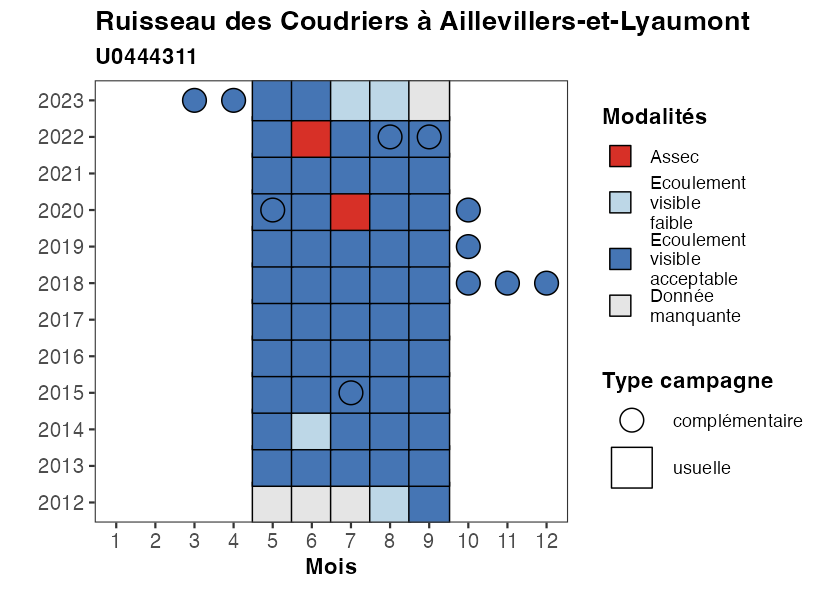 Ruisseau des Coudriers à Aillevillers-et-Lyaumont
U0444311
2023
2022
2021
2020
2019
2018
2017
2016
2015
2014
2013
2012
1 2 3 4 5 6 7 8 9 10 11 12
Mois
Modalités
Assec
Ecoulement
visible
faible
Ecoulement
visible
acceptable
Donnée
manquante
Type campagne
complémentaire
usuelle